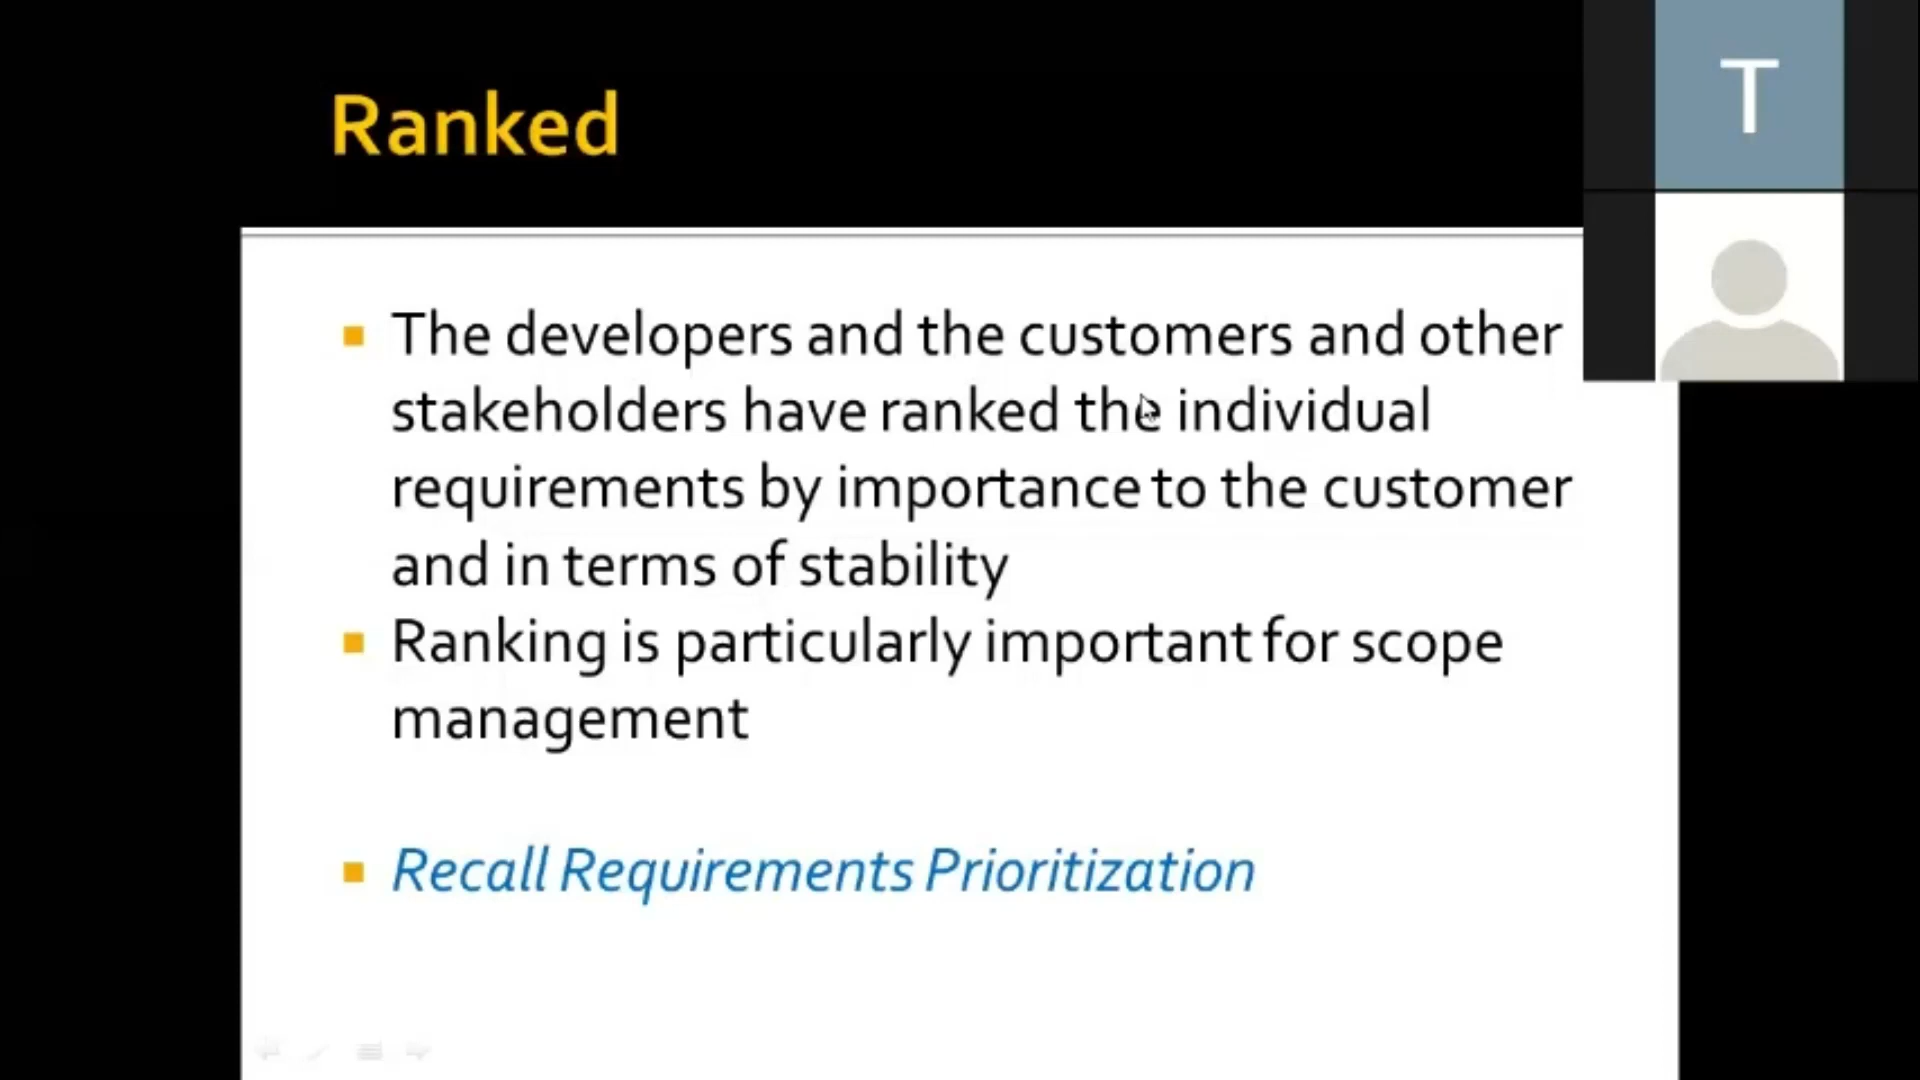 Ranked
T
The developers and the customers and other
stakeholders have ranked the individual
requirements by importance to the customer
and in terms of stability
Ranking is particularly important for scope
management
Recall Requirements Prioritization